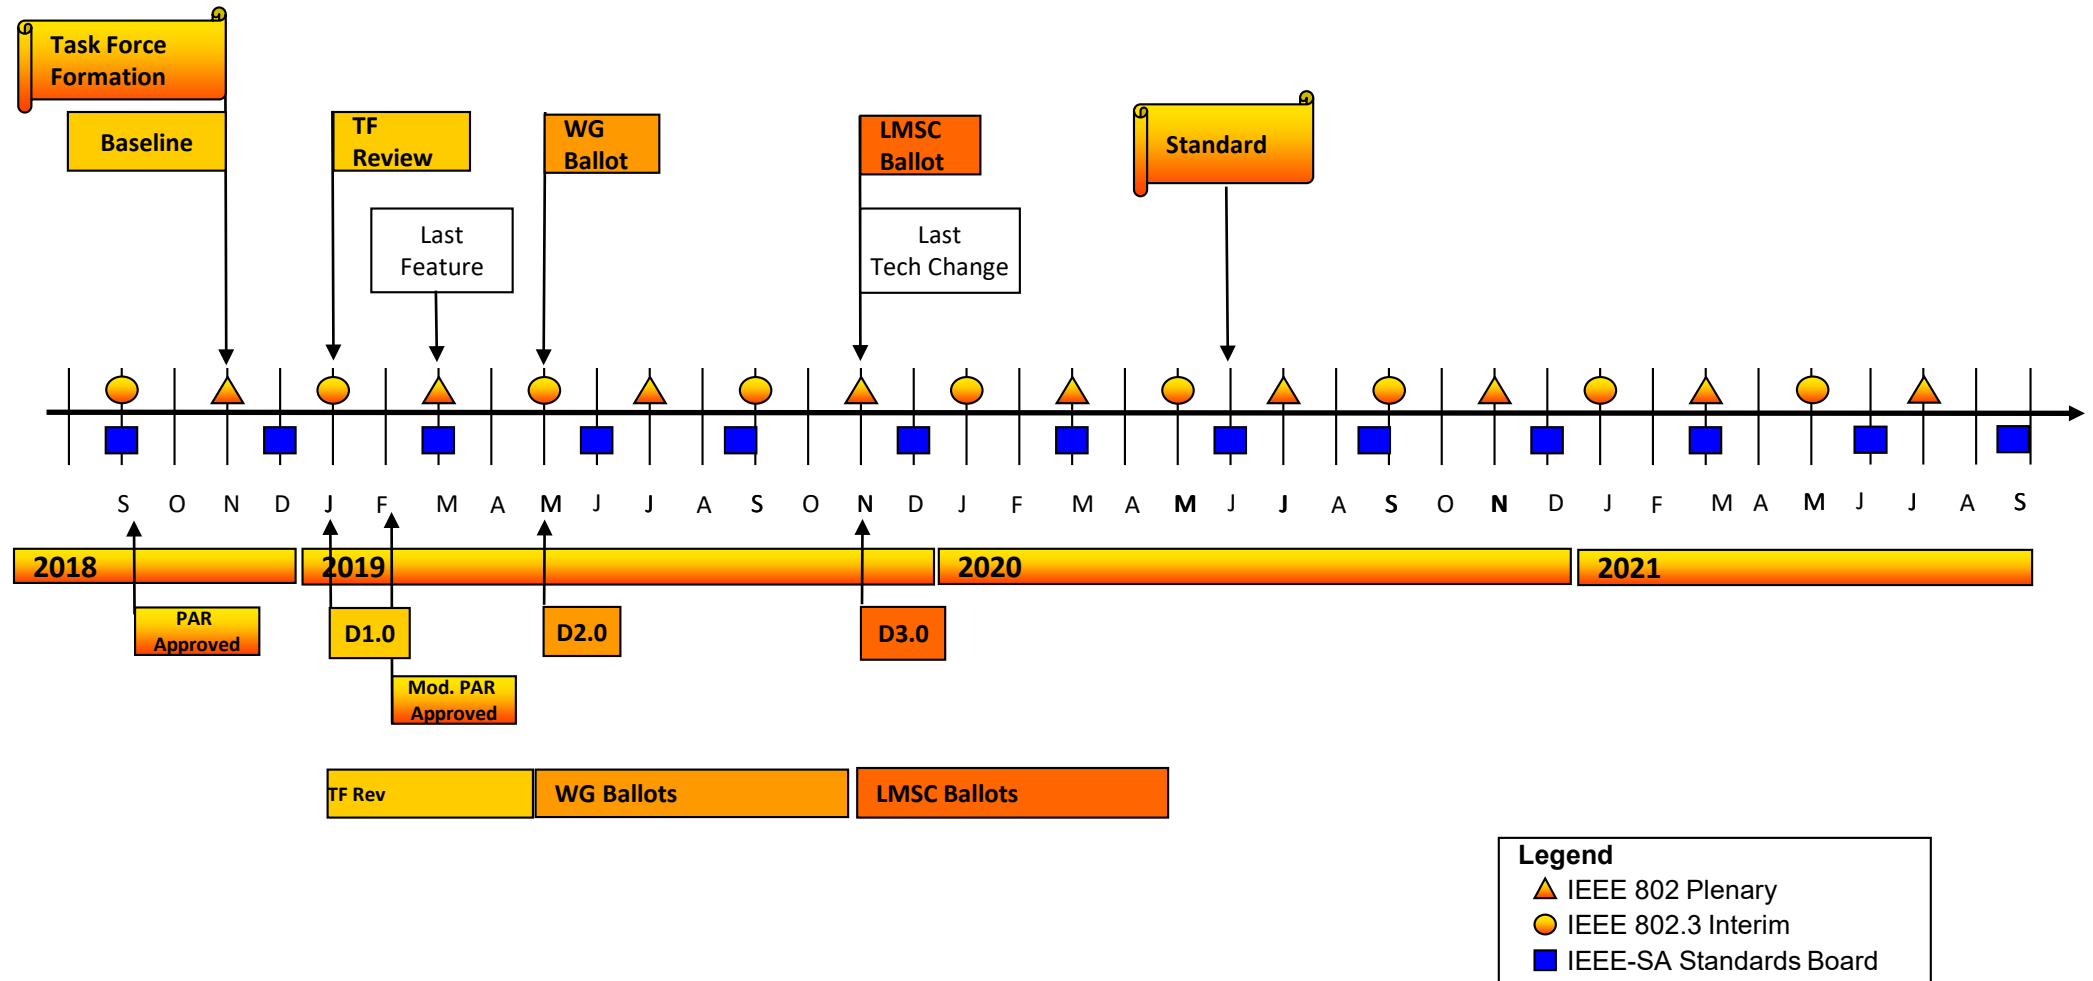 Task Force
Formation
Baseline
TF
Review
WG
Ballot
LMSC
Ballot
Standard
Last
Feature
Last
Tech Change
S O N D J F M A M J J A S O N D J F M A M J J A S O N D J F M A M J J A S
2018 2019 2020 2021
PAR
Approved
D1.0
D2.0
D3.0
Mod. PAR
Approved
TF Rev
WG Ballots
LMSC Ballots
Legend
IEEE 802 Plenary
IEEE 802.3 Interim
IEEE-SA Standards Board